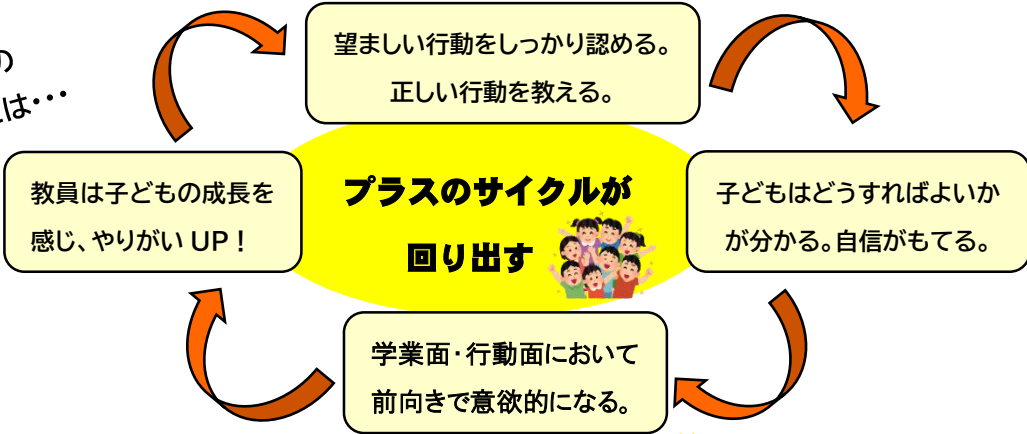 の
は・・・
望ましい行動をしっかり認める。
正しい行動を教える。
教員は子どもの成長を
感じ、やりがい UP！
プラスのサイクルが
回り出す
子どもはどうすればよいか
が分かる。自信がもてる。
学業面・行動面において
前向きで意欲的になる。